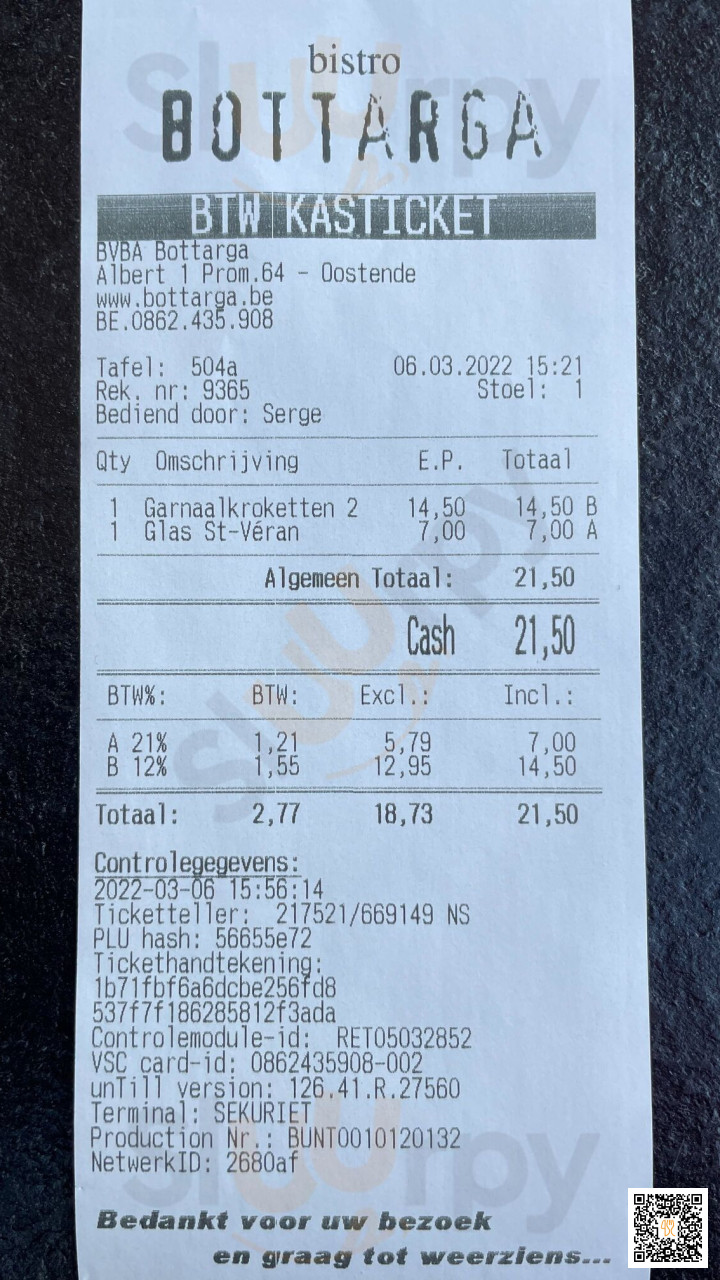 bistro
BOTTARGA
BTW KASTICKET
BVBA Bottarga
Albert 1 Prom.64 - Oostende
www.bottarga.be
BE.0862.435.908
Tafel: 504a 06.03.2022 15:21
Rek. nr: 9365 Stoel: 1
Bediend door: Serge
Qty Omschrijving E.P. Totaal
1 Garnaalkroketten 2 14,50 14,50 B
1 Glas St-Véran 7,00 7,00 A
Algemeen Totaal: 21,50
Cash 21,50
BTW%: BTW: Excl.: Incl.:
A 21% 1,21 5,79 7,00
B 12% 1,55 12,95 14,50
Totaal: 2,77 18,73 21,50
Controlegegevens:
2022-03-06 15:56:14
Ticketteller: 217521/669149 NS
PLU hash: 56655e72
Tickethandtekening:
1b71fbf6a6dcbe256fd8
537f7f186285812f3ada
Controlemodule-id: RET05032852
VSC card-id: 0862435908-002
unTill version: 126.41.R.27560
Terminal: SEKURIET
Production Nr.: BUNT0010120132
NetwerkID: 2680af
Bedankt voor uw bezoek
en graag tot weerziens...
sluurpy
sluurpy
sluurpy